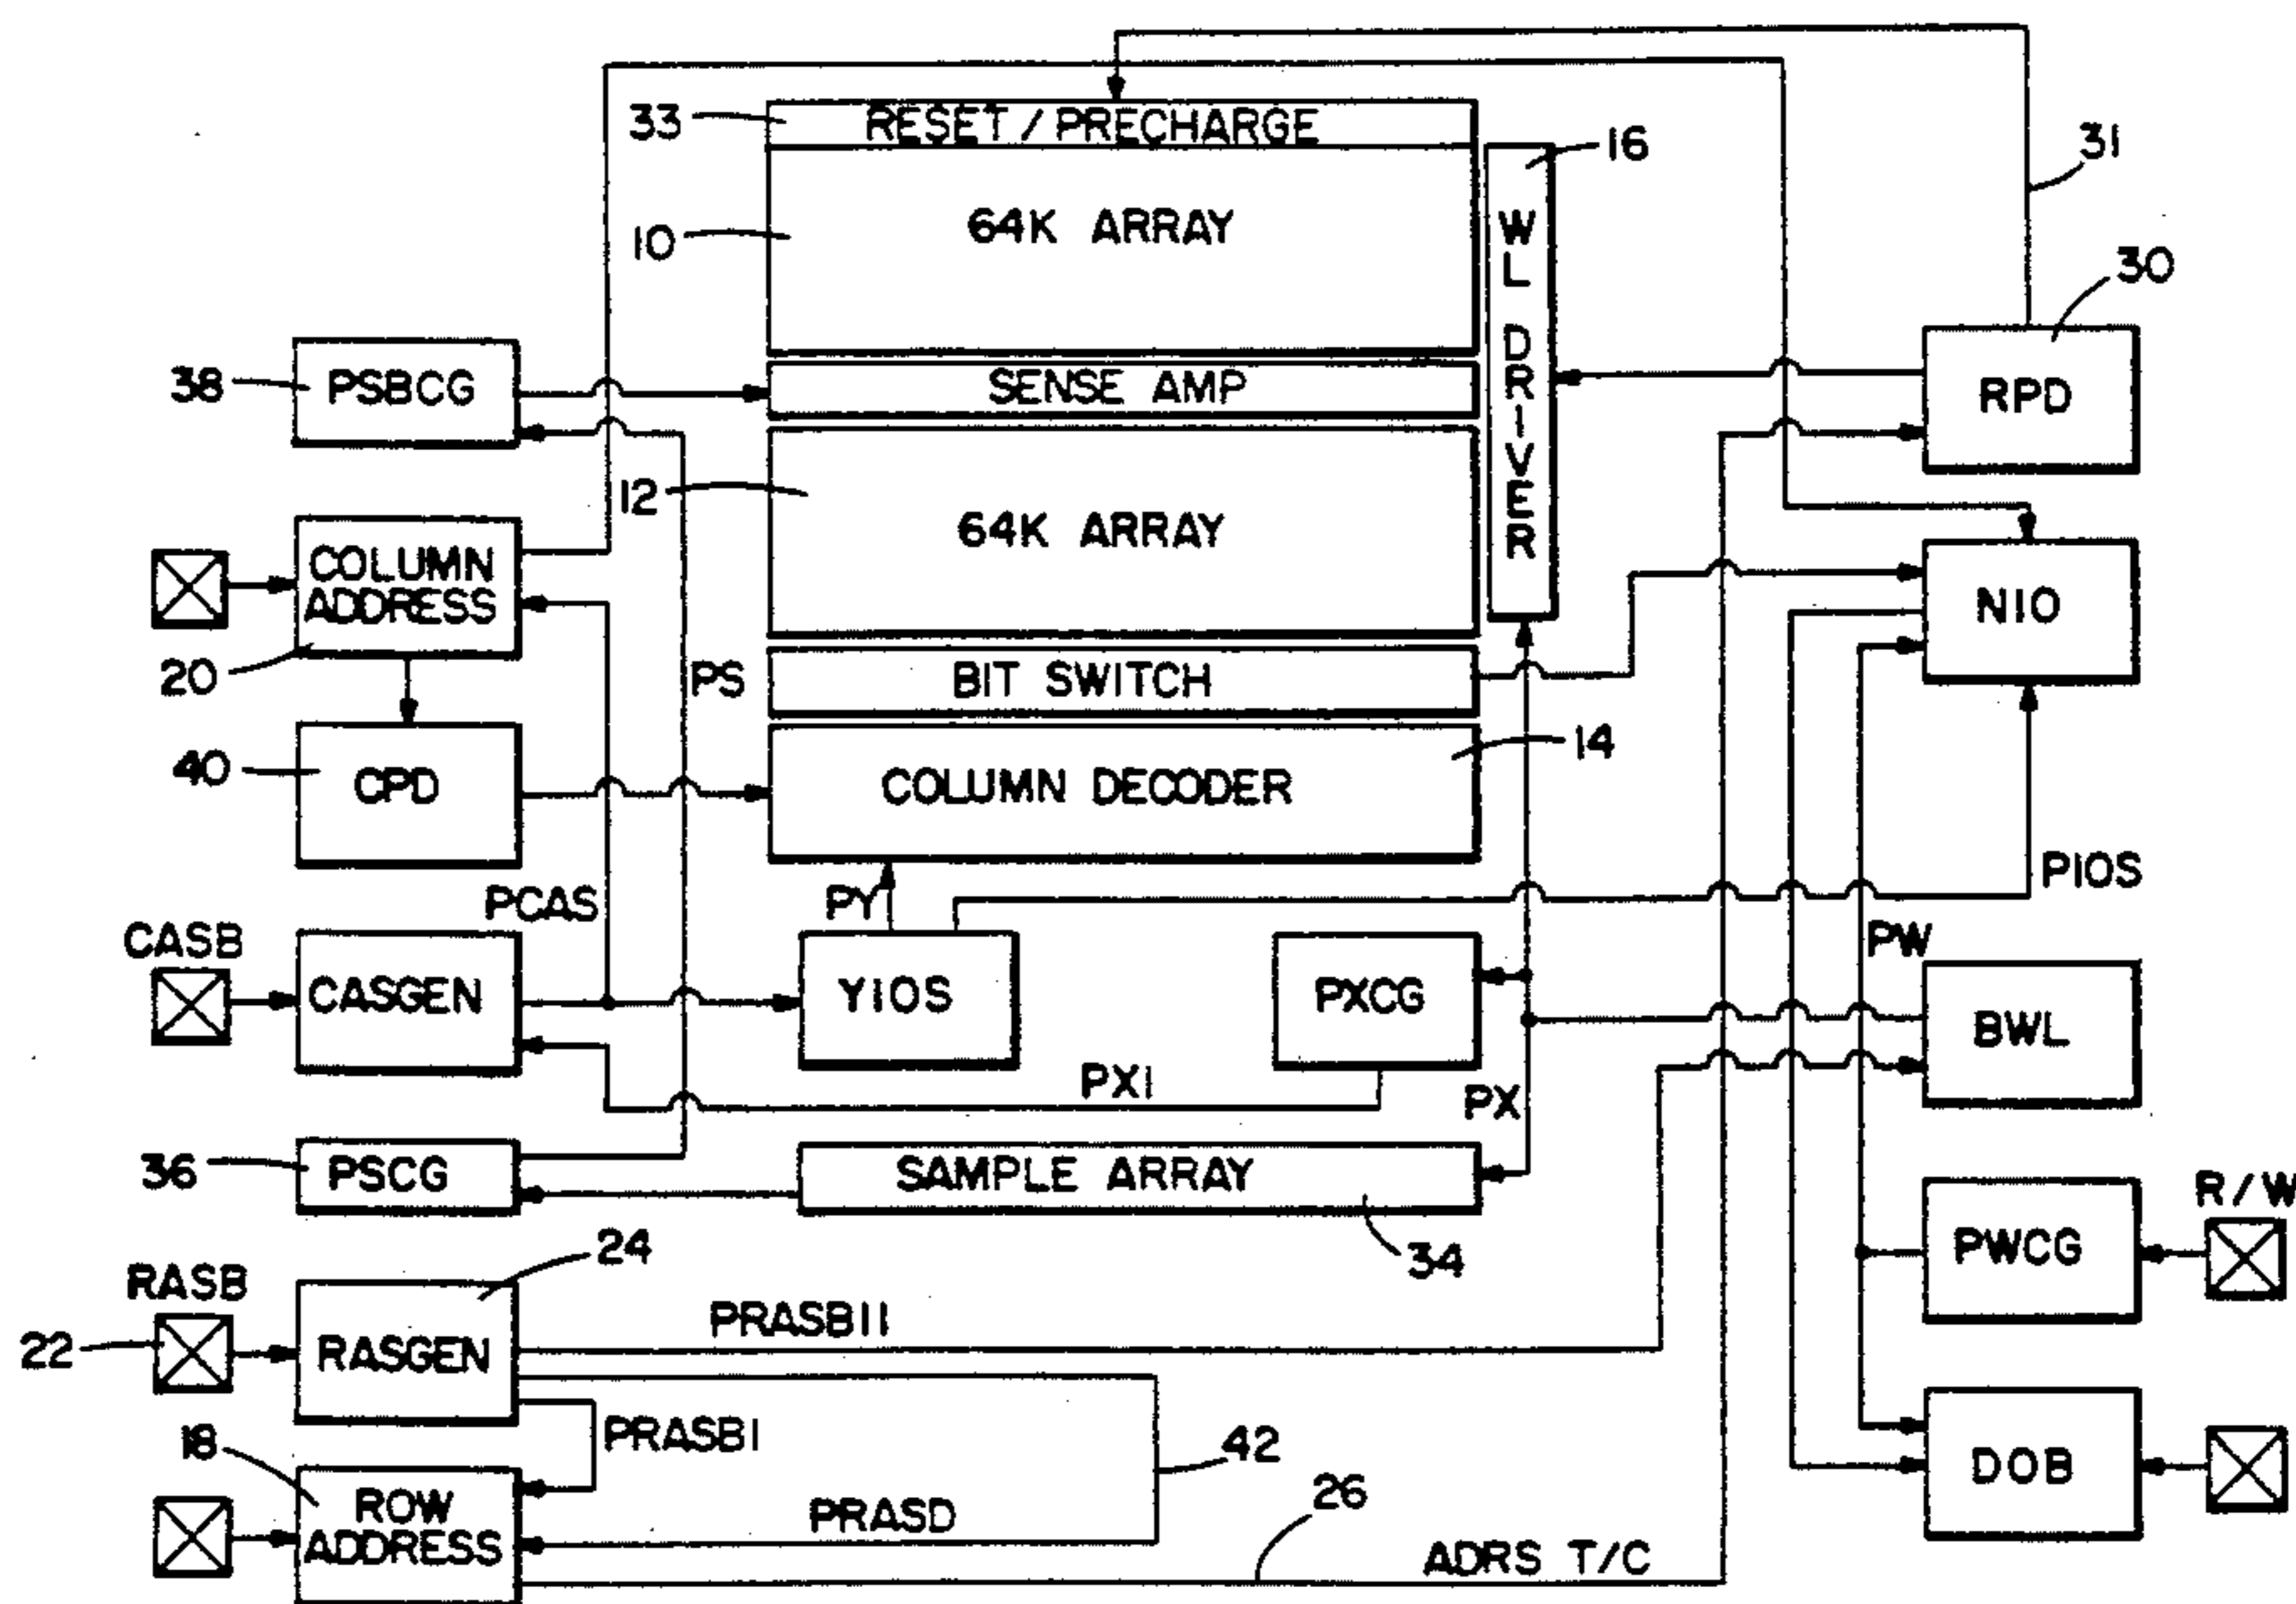 31
33
RESET / PRECHARGE
16
10
64K ARRAY
WL DRIVER
30
38
PSBCG
SENSE AMP
RPD
12
64K ARRAY
COLUMN
ADDRESS
20
NIO
PS
BIT SWITCH
14
40
CPD
COLUMN DECODER
PCAS
PY
PIOS
CASB
CASGEN
YIOS
PXCG
PW
BWL
PXI
PX
36
PSCG
SAMPLE ARRAY
34
R/W
PWCG
24
RASB
22
RASGEN
PRASBII
PRASBI
42
18
ROW
ADDRESS
PRASD
26
ADRS T/C
DOB